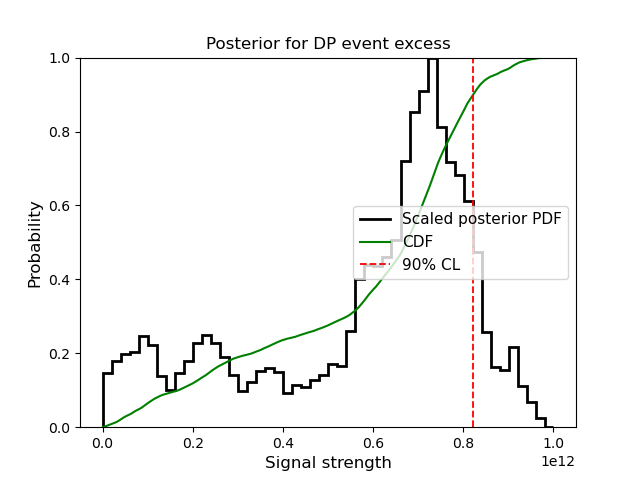 Posterior for DP event excess
1.0
0.8
0.6
0.4
0.2
0.0
Probability
Scaled posterior PDF
CDF
90% CL
0.0 0.2 0.4 0.6 0.8 1.0
1e12
Signal strength